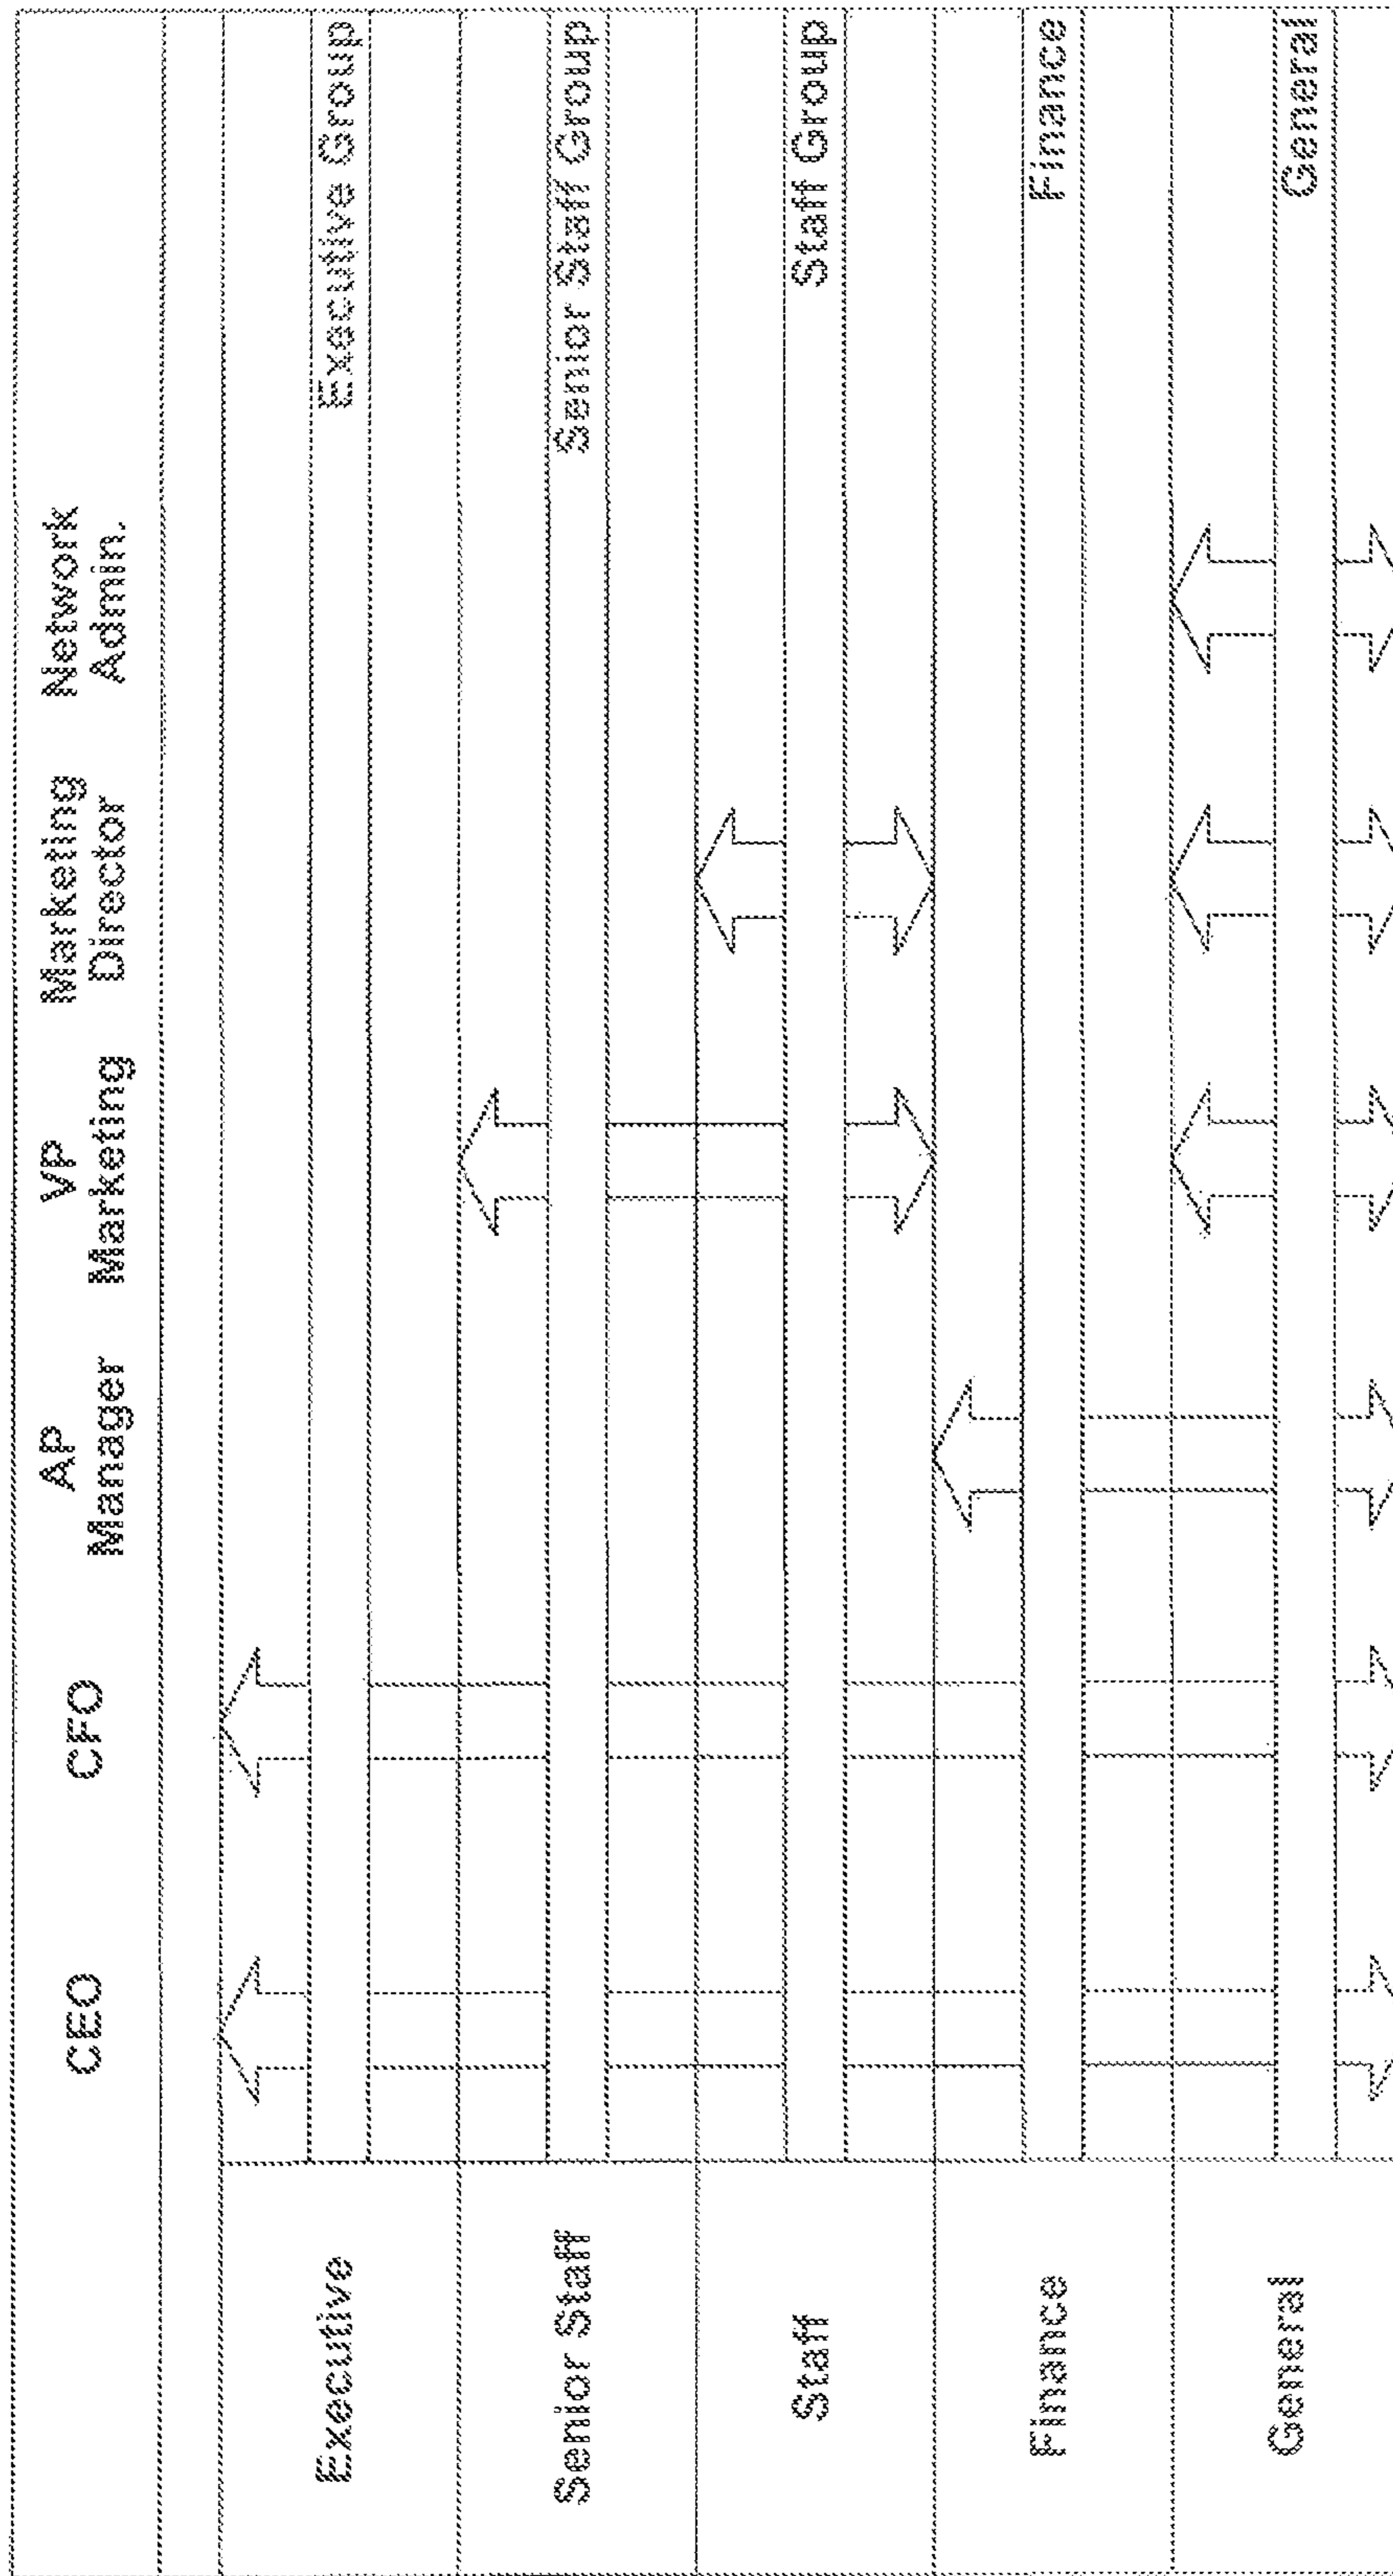 CEO
CFO
AP
Manager
VP
Marketing
Marketing
Director
Network
Admin.
Executive
Executive Group
Senior Staff
Senior Staff Group
Staff
Staff Group
Finance
Finance
General
General